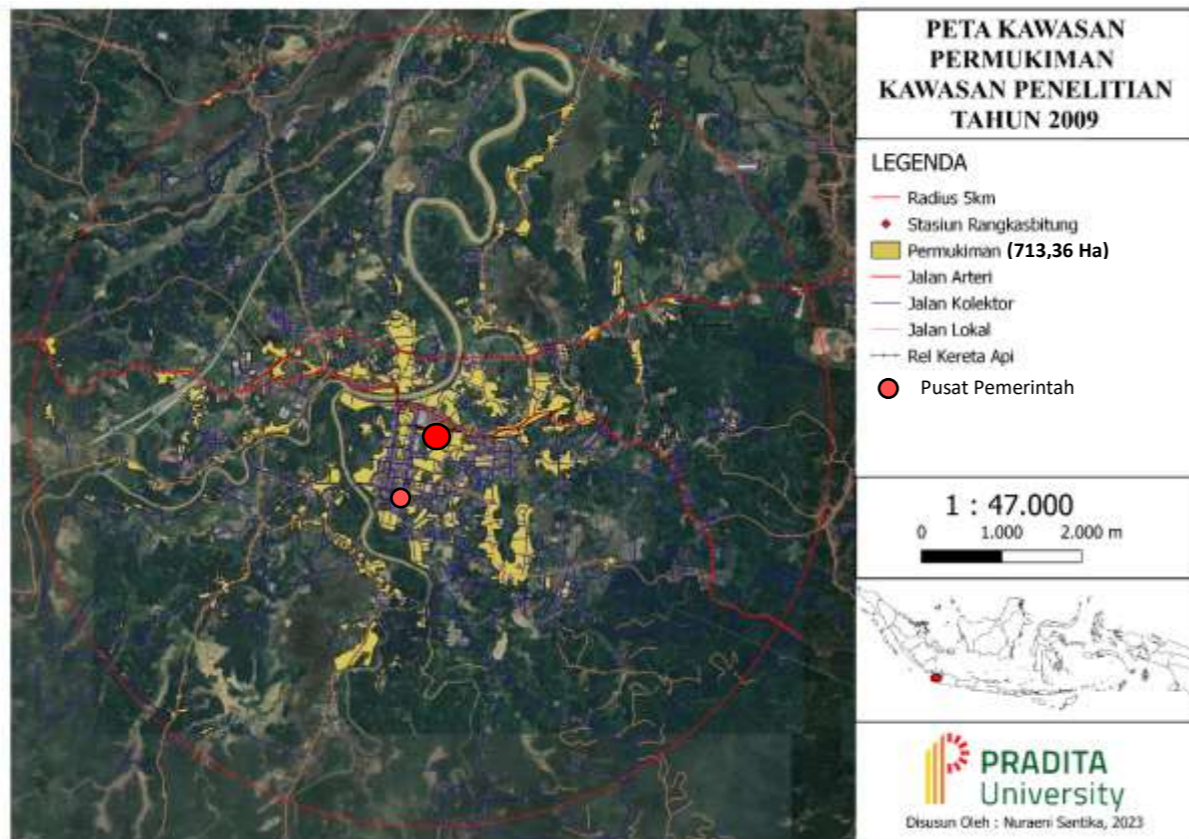 PETA KAWASAN
PERMUKIMAN
KAWASAN PENELITIAN
TAHUN 2009
LEGENDA
Radius 5km
Stasiun Rangkasbitung
Permukiman (713,36 Ha)
Jalan Arteri
Jalan Kolektor
Jalan Lokal
Rel Kereta Api
Pusat Pemerintah
1 : 47.000
0 1.000 2.000 m
PRADITA
University
Disusun Oleh : Nuraeni Santika, 2023